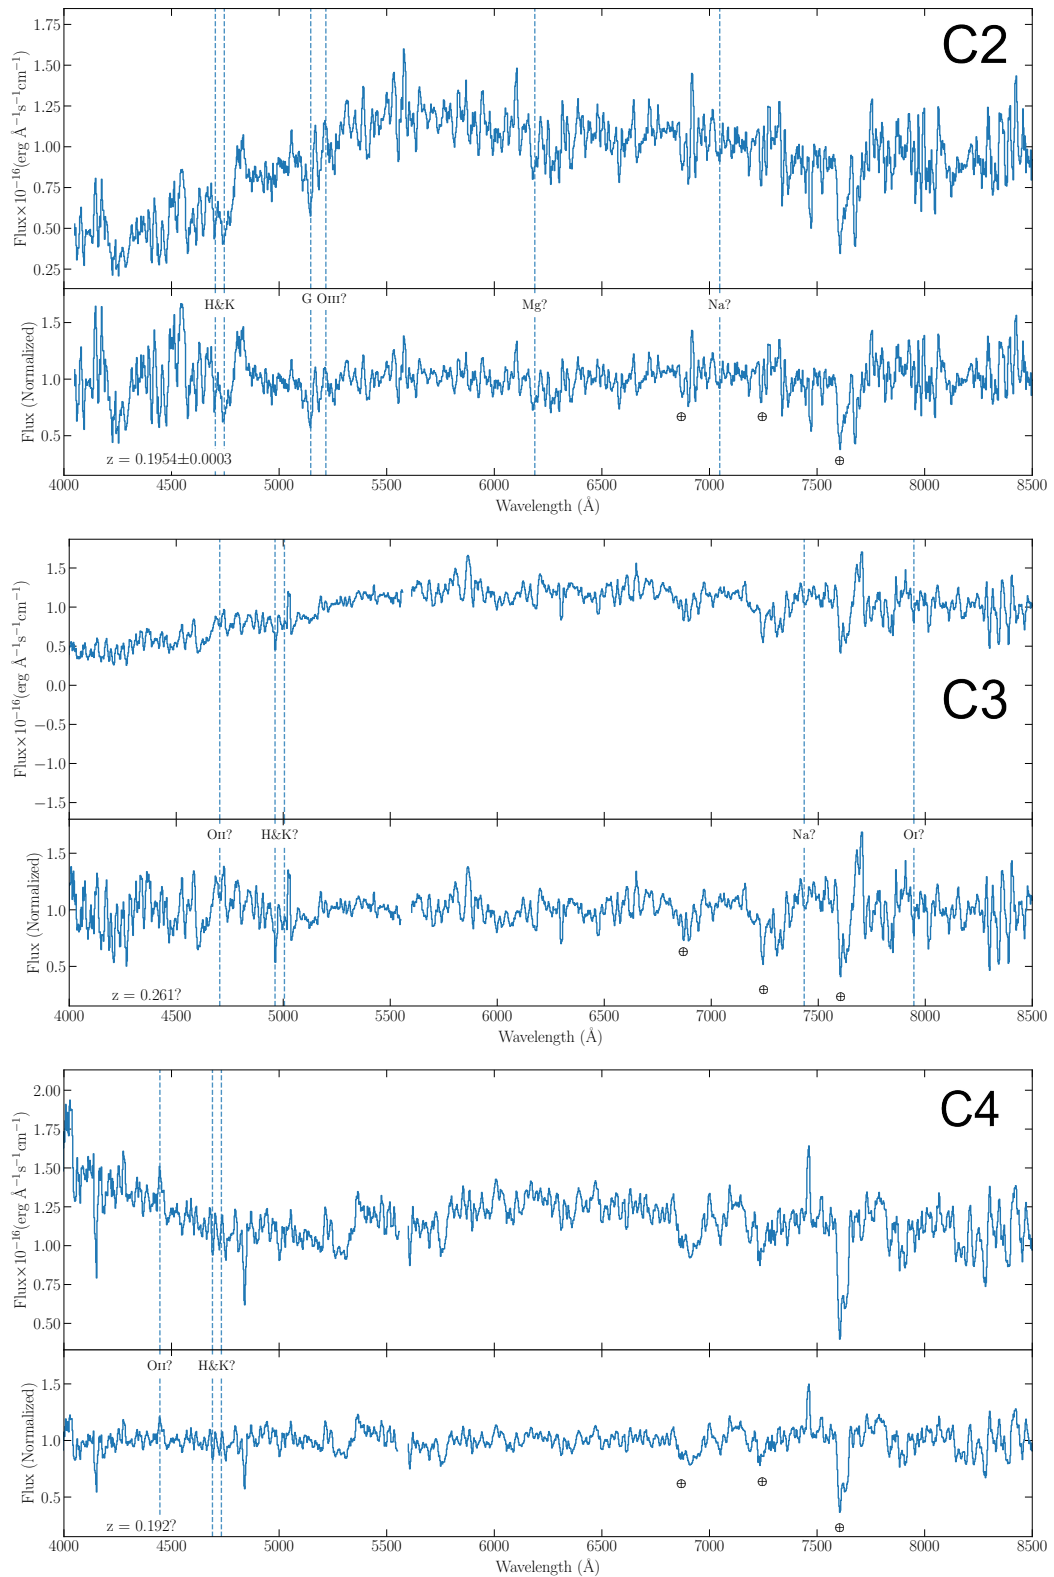 C2
1.75
1.50
1.25
1.00
0.75
0.50
0.25
Flux×10⁻¹⁶(erg Å⁻¹s⁻¹cm⁻¹)
H&K G OIII? Mg? Na?
1.5
1.0
0.5
Flux (Normalized)
⊕ ⊕ ⊕
z = 0.1954±0.0003
4000 4500 5000 5500 6000 6500 7000 7500 8000 8500
Wavelength (Å)
1.5
1.0
0.5
0.0
−0.5
−1.0
−1.5
Flux×10⁻¹⁶(erg Å⁻¹s⁻¹cm⁻¹)
C3
OII? H&K? Na? OI?
1.5
1.0
0.5
Flux (Normalized)
⊕ ⊕ ⊕
z = 0.261?
4000 4500 5000 5500 6000 6500 7000 7500 8000 8500
Wavelength (Å)
C4
2.00
1.75
1.50
1.25
1.00
0.75
0.50
Flux×10⁻¹⁶(erg Å⁻¹s⁻¹cm⁻¹)
OII? H&K?
1.5
1.0
0.5
Flux (Normalized)
⊕ ⊕ ⊕
z = 0.192?
4000 4500 5000 5500 6000 6500 7000 7500 8000 8500
Wavelength (Å)